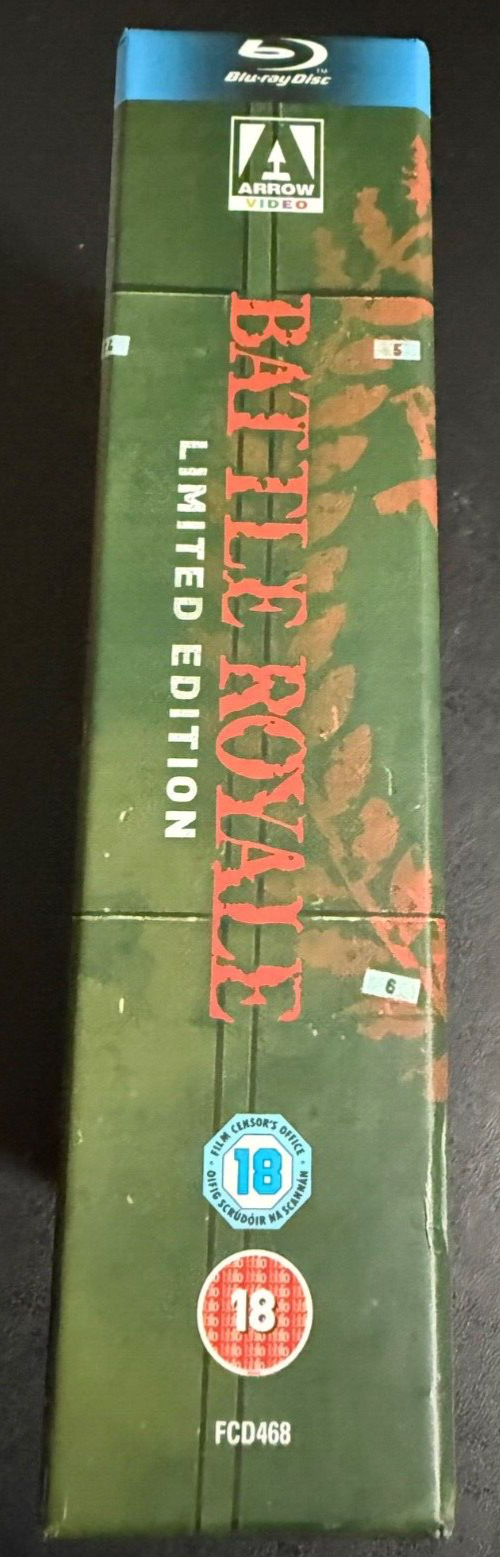 Blu-ray Disc™
ARROW
VIDEO
5
BATTLE ROYALE
LIMITED EDITION
6
FILM CENSOR'S OFFICE
18
OIFIG SCRÚDÓIR NA SCANNÁN
18
FCD468